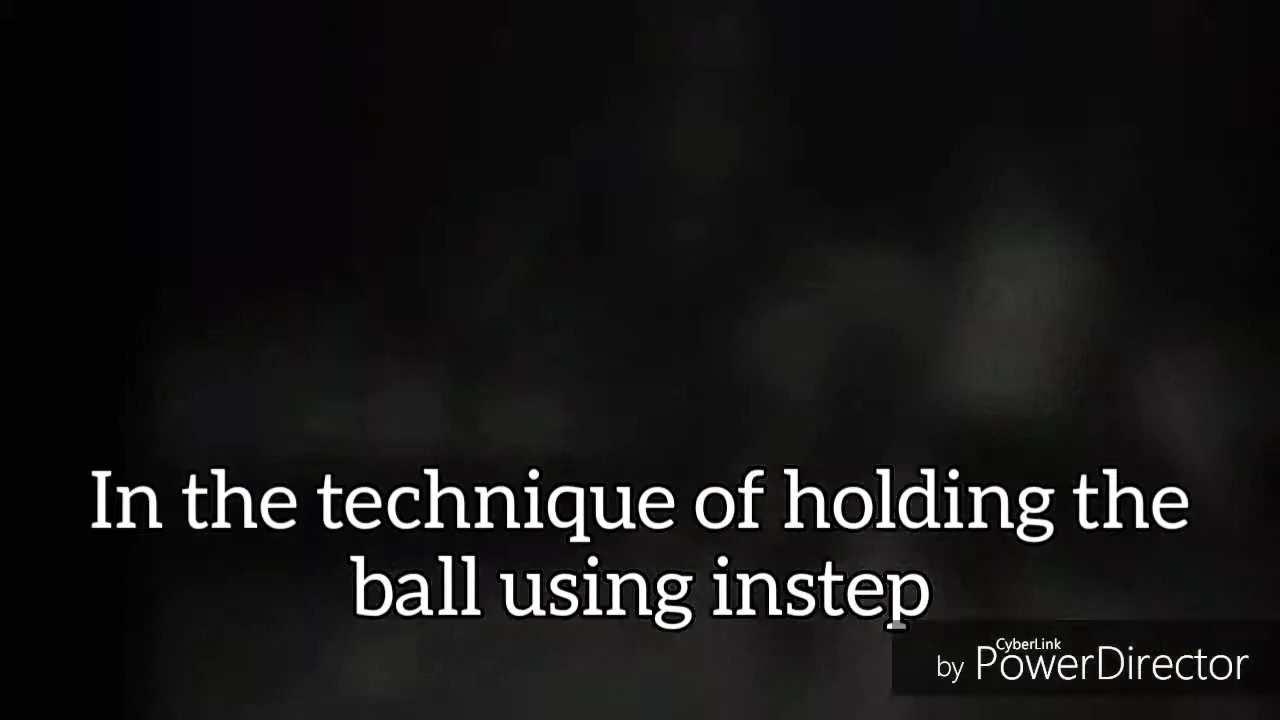 In the technique of holding the
ball using instep
CyberLink
by PowerDirector